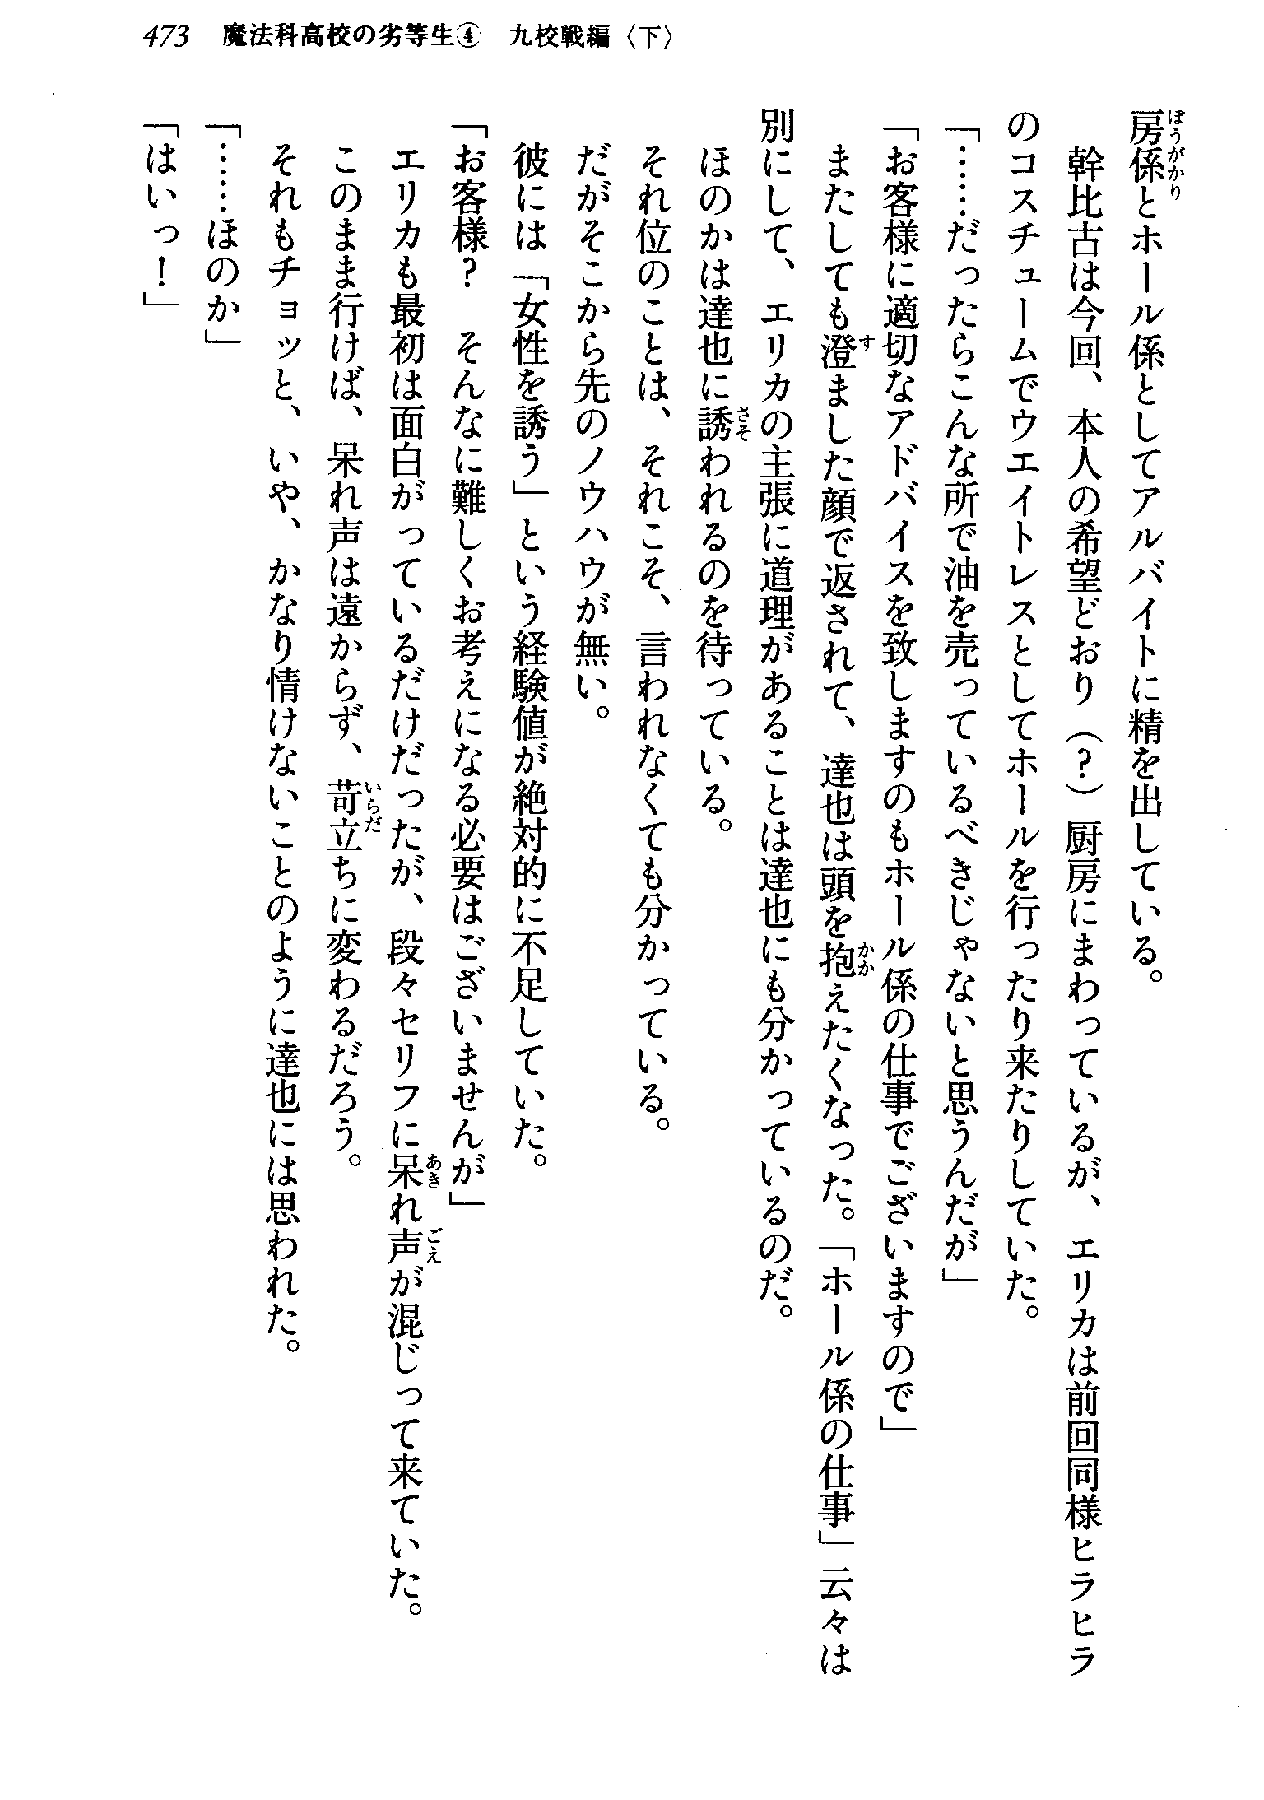 473 魔法科高校の劣等生④ 九校戦編〈下〉
房係とホール係としてアルバイトに精を出している。
　幹比古は今回、本人の希望どおり（？）厨房にまわっているが、エリカは前回同様ヒラヒラ
のコスチュームでウエイトレスとしてホールを行ったり来たりしていた。
「……だったらこんな所で油を売っているべきじゃないと思うんだが」
「お客様に適切なアドバイスを致しますのもホール係の仕事でございますので」
　またしても澄ました顔で返されて、達也は頭を抱えたくなった。「ホール係の仕事」云々は
別にして、エリカの主張に道理があることは達也にも分かっているのだ。
　ほのかは達也に誘われるのを待っている。
　それ位のことは、それこそ、言われなくても分かっている。
　だがそこから先のノウハウが無い。
　彼には「女性を誘う」という経験値が絶対的に不足していた。
「お客様？　そんなに難しくお考えになる必要はございませんが」
　エリカも最初は面白がっているだけだったが、段々セリフに呆れ声が混じって来ていた。
　このまま行けば、呆れ声は遠からず、苛立ちに変わるだろう。
　それもチョッと、いや、かなり情けないことのように達也には思われた。
「……ほのか」
「はいっ！」